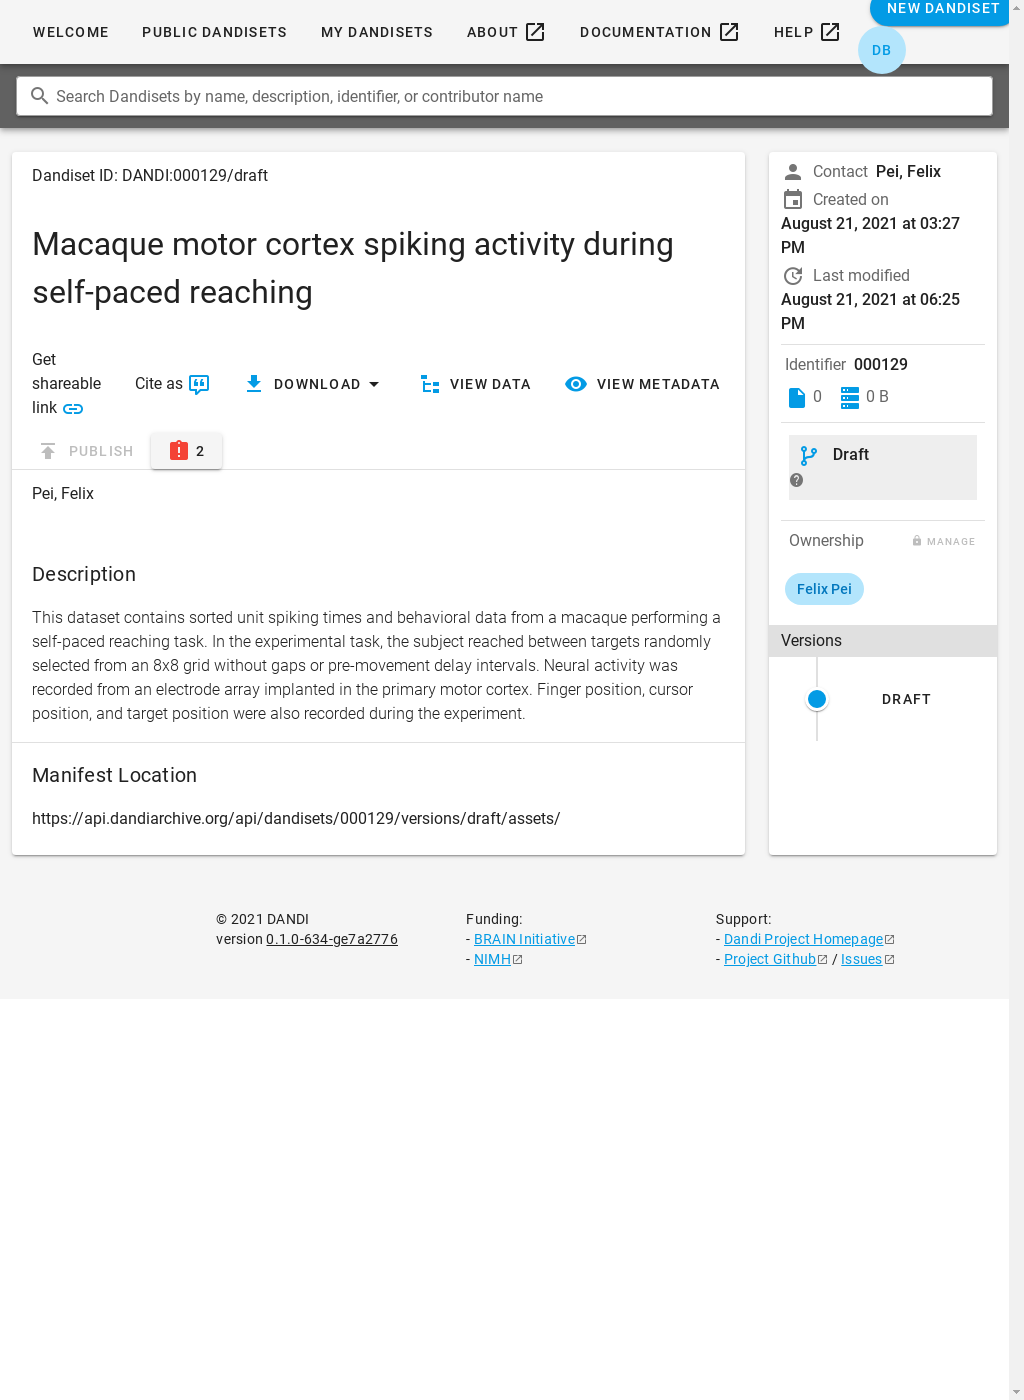 WELCOME
PUBLIC DANDISETS
MY DANDISETS
ABOUT
DOCUMENTATION
HELP
NEW DANDISET
DB
Search Dandisets by name, description, identifier, or contributor name
Dandiset ID: DANDI:000129/draft
Macaque motor cortex spiking activity during
self-paced reaching
Get
shareable
link
Cite as
DOWNLOAD
VIEW DATA
VIEW METADATA
PUBLISH
2
Pei, Felix
Description
This dataset contains sorted unit spiking times and behavioral data from a macaque performing a
self-paced reaching task. In the experimental task, the subject reached between targets randomly
selected from an 8x8 grid without gaps or pre-movement delay intervals. Neural activity was
recorded from an electrode array implanted in the primary motor cortex. Finger position, cursor
position, and target position were also recorded during the experiment.
Manifest Location
https://api.dandiarchive.org/api/dandisets/000129/versions/draft/assets/
Contact Pei, Felix
Created on
August 21, 2021 at 03:27
PM
Last modified
August 21, 2021 at 06:25
PM
Identifier 000129
0
0 B
Draft
Ownership
MANAGE
Felix Pei
Versions
DRAFT
© 2021 DANDI
version 0.1.0-634-ge7a2776
Funding:
- BRAIN Initiative
- NIMH
Support:
- Dandi Project Homepage
- Project Github / Issues